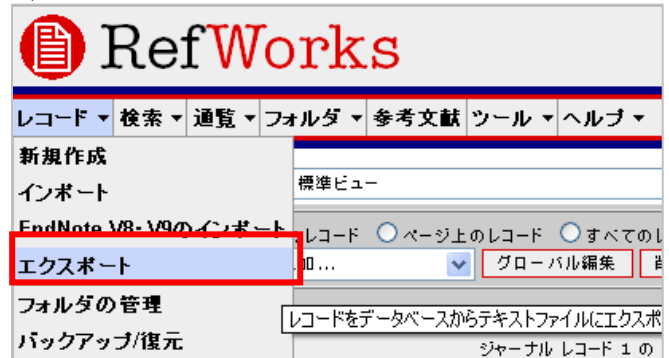 RefWorks
レコード ▼ 検索 ▼ 通覧 ▼ フォルダ ▼ 参考文献 ツール ▼ ヘルプ ▼
新規作成
標準ビュー
インポート
EndNote V8・V9のインポート
レコード ページ上のレコード すべてのレ
エクスポート
グローバル編集
フォルダの管理
レコードをデータベースからテキストファイルにエクスポ
バックアップ/復元
ジャーナル レコード 1 の